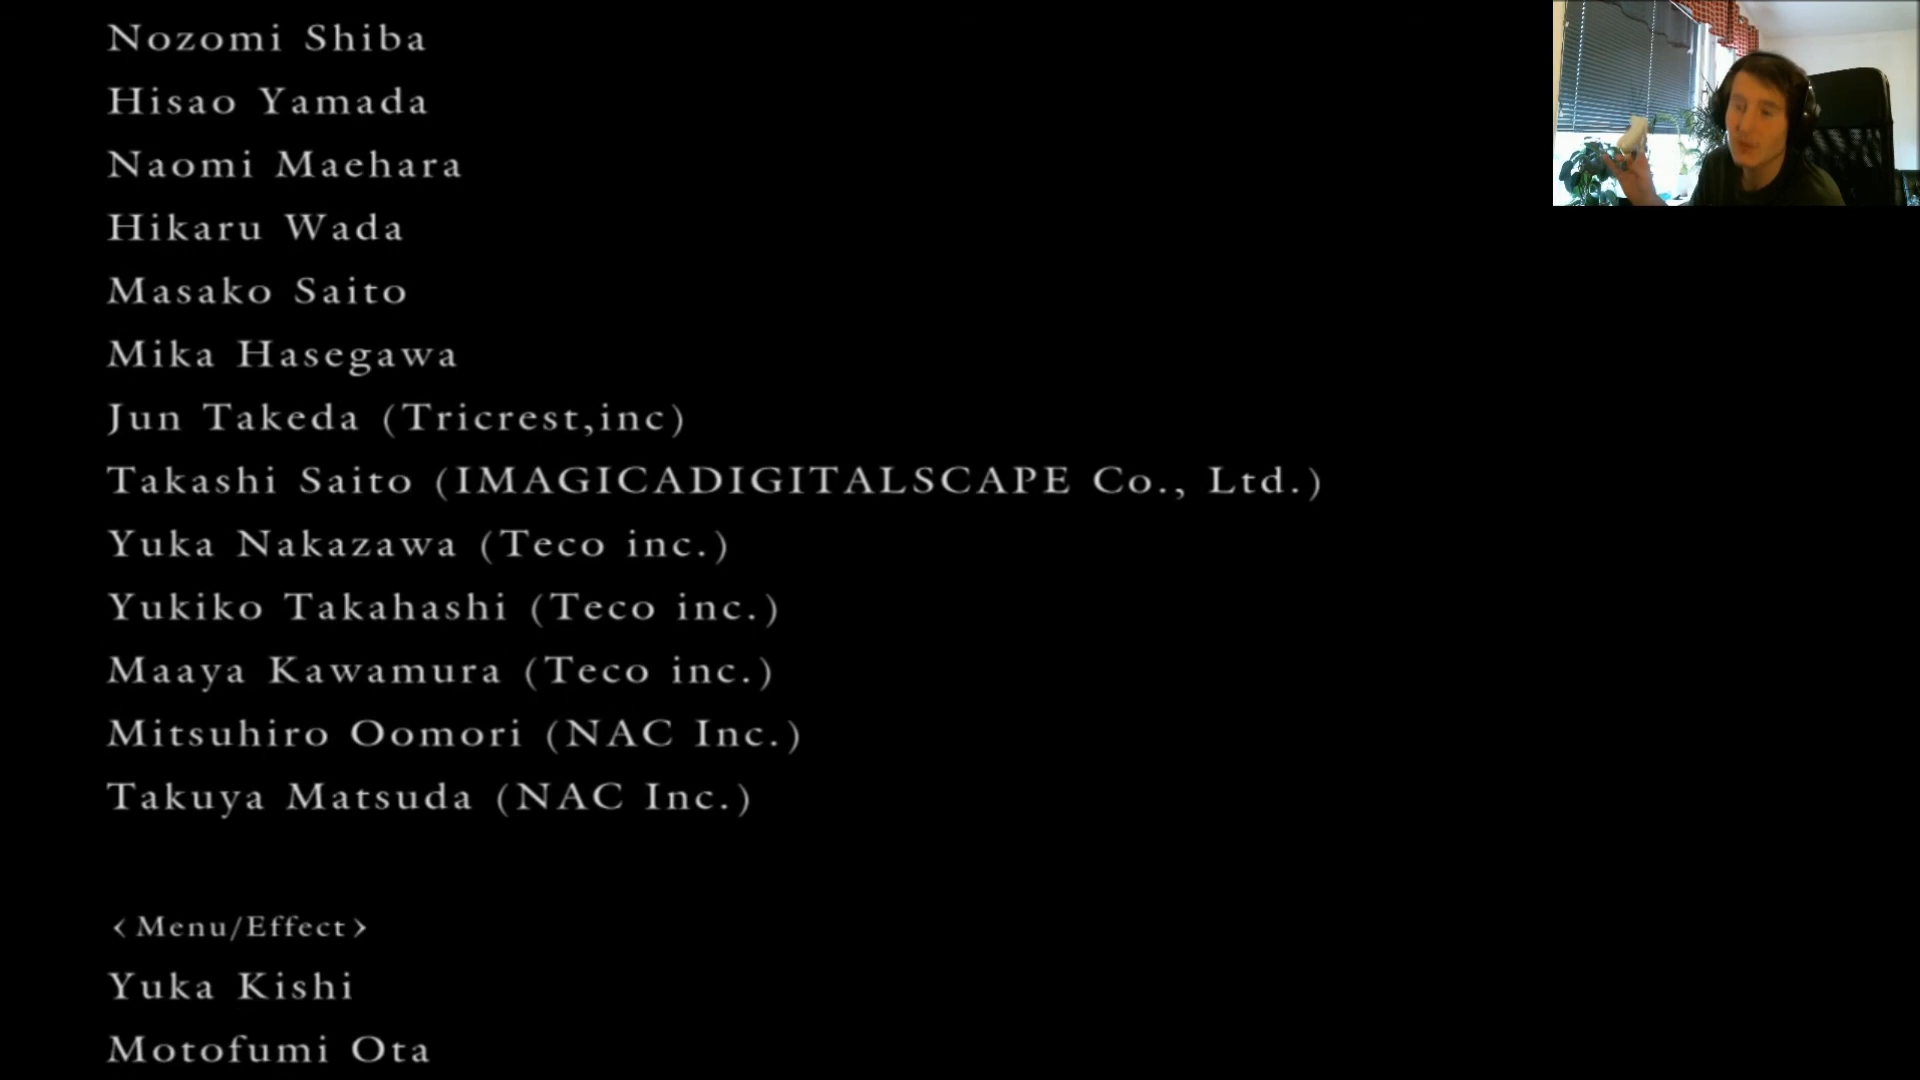 Nozomi Shiba
Hisao Yamada
Naomi Maehara
Hikaru Wada
Masako Saito
Mika Hasegawa
Jun Takeda (Tricrest,inc)
Takashi Saito (IMAGICADIGITALSCAPE Co., Ltd.)
Yuka Nakazawa (Teco inc.)
Yukiko Takahashi (Teco inc.)
Maaya Kawamura (Teco inc.)
Mitsuhiro Oomori (NAC Inc.)
Takuya Matsuda (NAC Inc.)
<Menu/Effect>
Yuka Kishi
Motofumi Ota